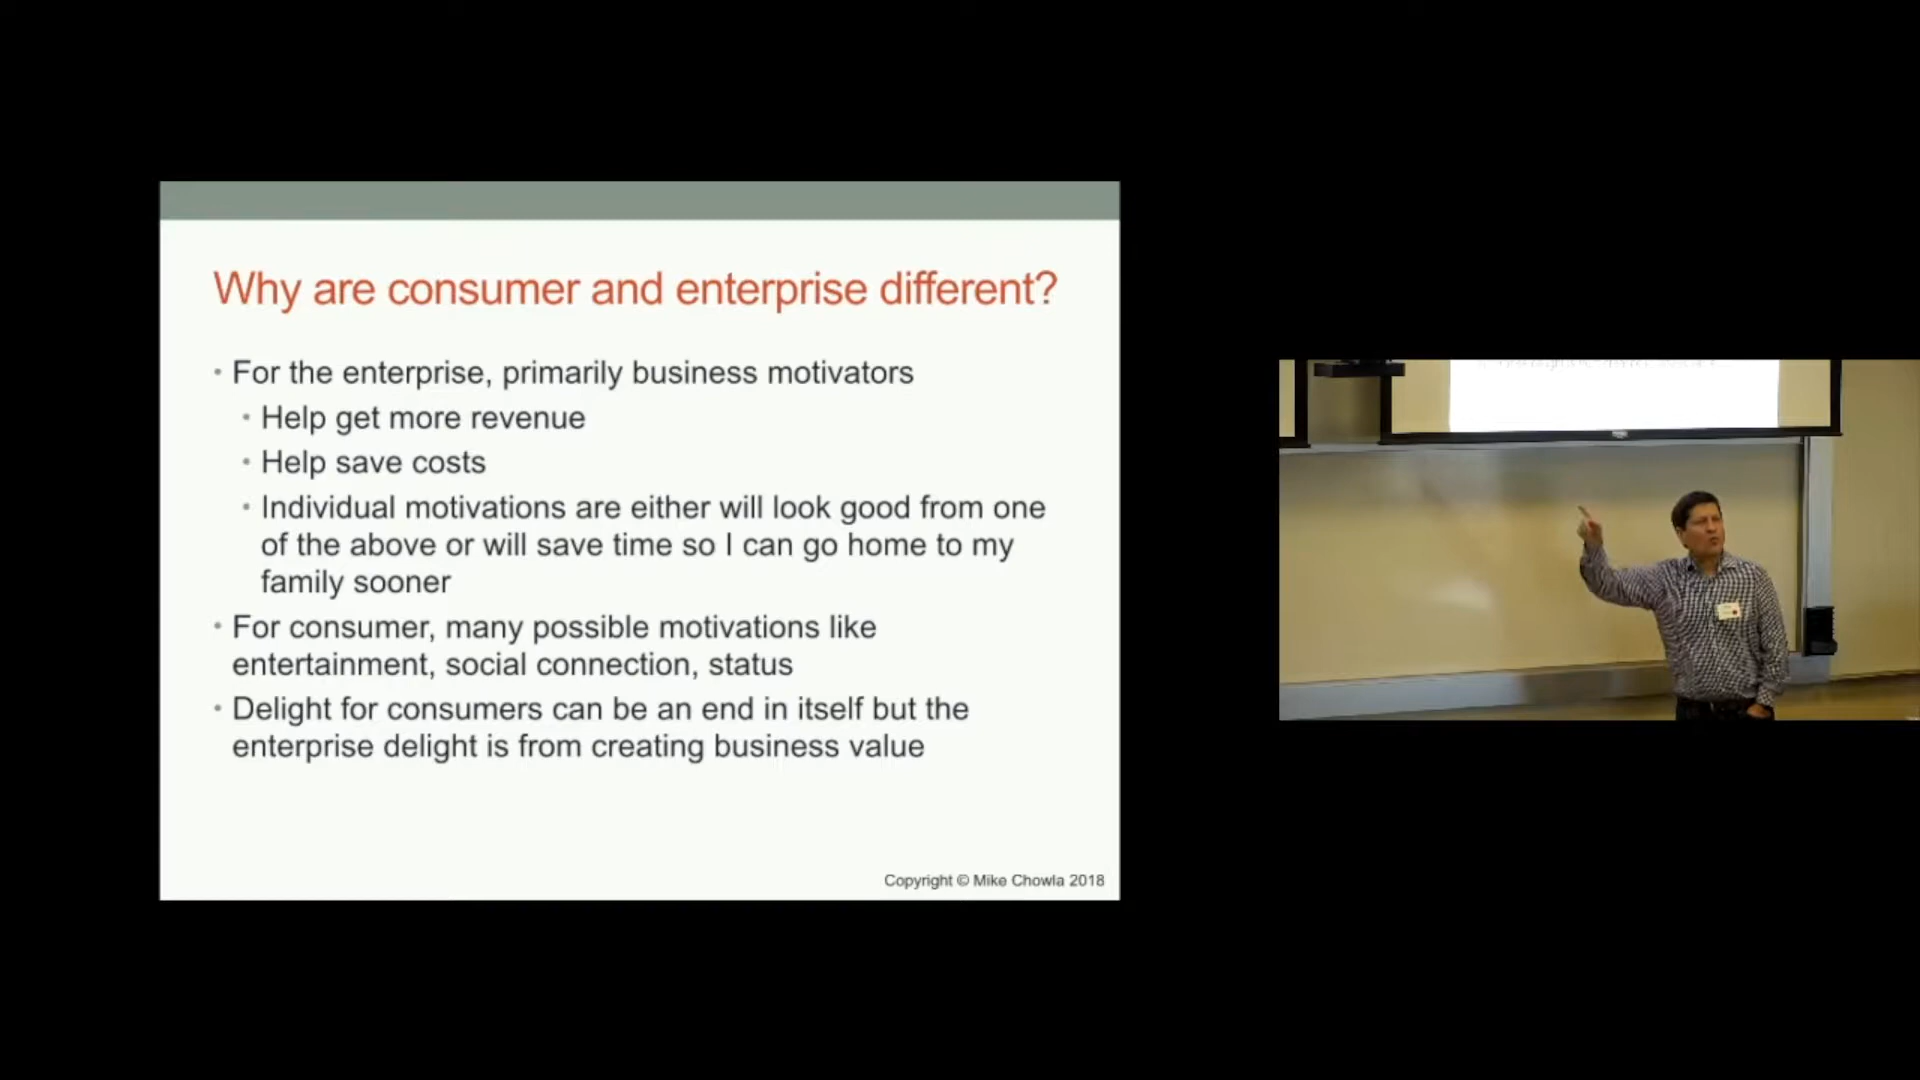 Why are consumer and enterprise different?
• For the enterprise, primarily business motivators
• Help get more revenue
• Help save costs
• Individual motivations are either will look good from one
of the above or will save time so I can go home to my
family sooner
• For consumer, many possible motivations like
entertainment, social connection, status
• Delight for consumers can be an end in itself but the
enterprise delight is from creating business value
Copyright © Mike Chowla 2018